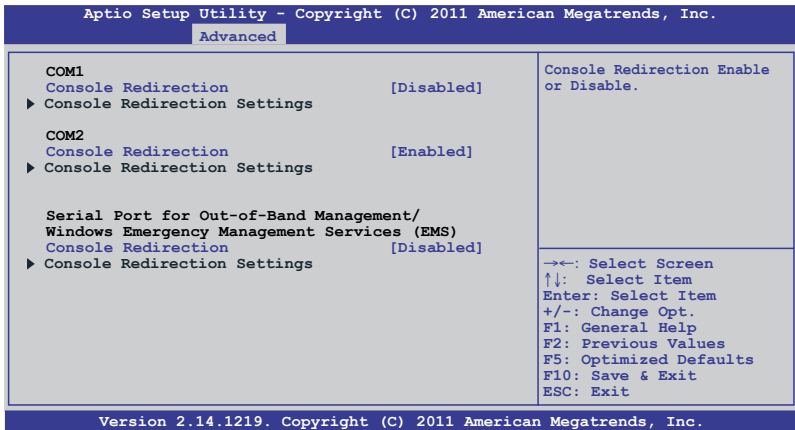 Aptio Setup Utility - Copyright (C) 2011 American Megatrends, Inc.
Advanced
COM1
Console Redirection [Disabled]
Console Redirection Settings
COM2
Console Redirection [Enabled]
Console Redirection Settings
Serial Port for Out-of-Band Management/
Windows Emergency Management Services (EMS)
Console Redirection [Disabled]
Console Redirection Settings
Console Redirection Enable
or Disable.
→←: Select Screen
↑↓: Select Item
Enter: Select Item
+/-: Change Opt.
F1: General Help
F2: Previous Values
F5: Optimized Defaults
F10: Save & Exit
ESC: Exit
Version 2.14.1219. Copyright (C) 2011 American Megatrends, Inc.